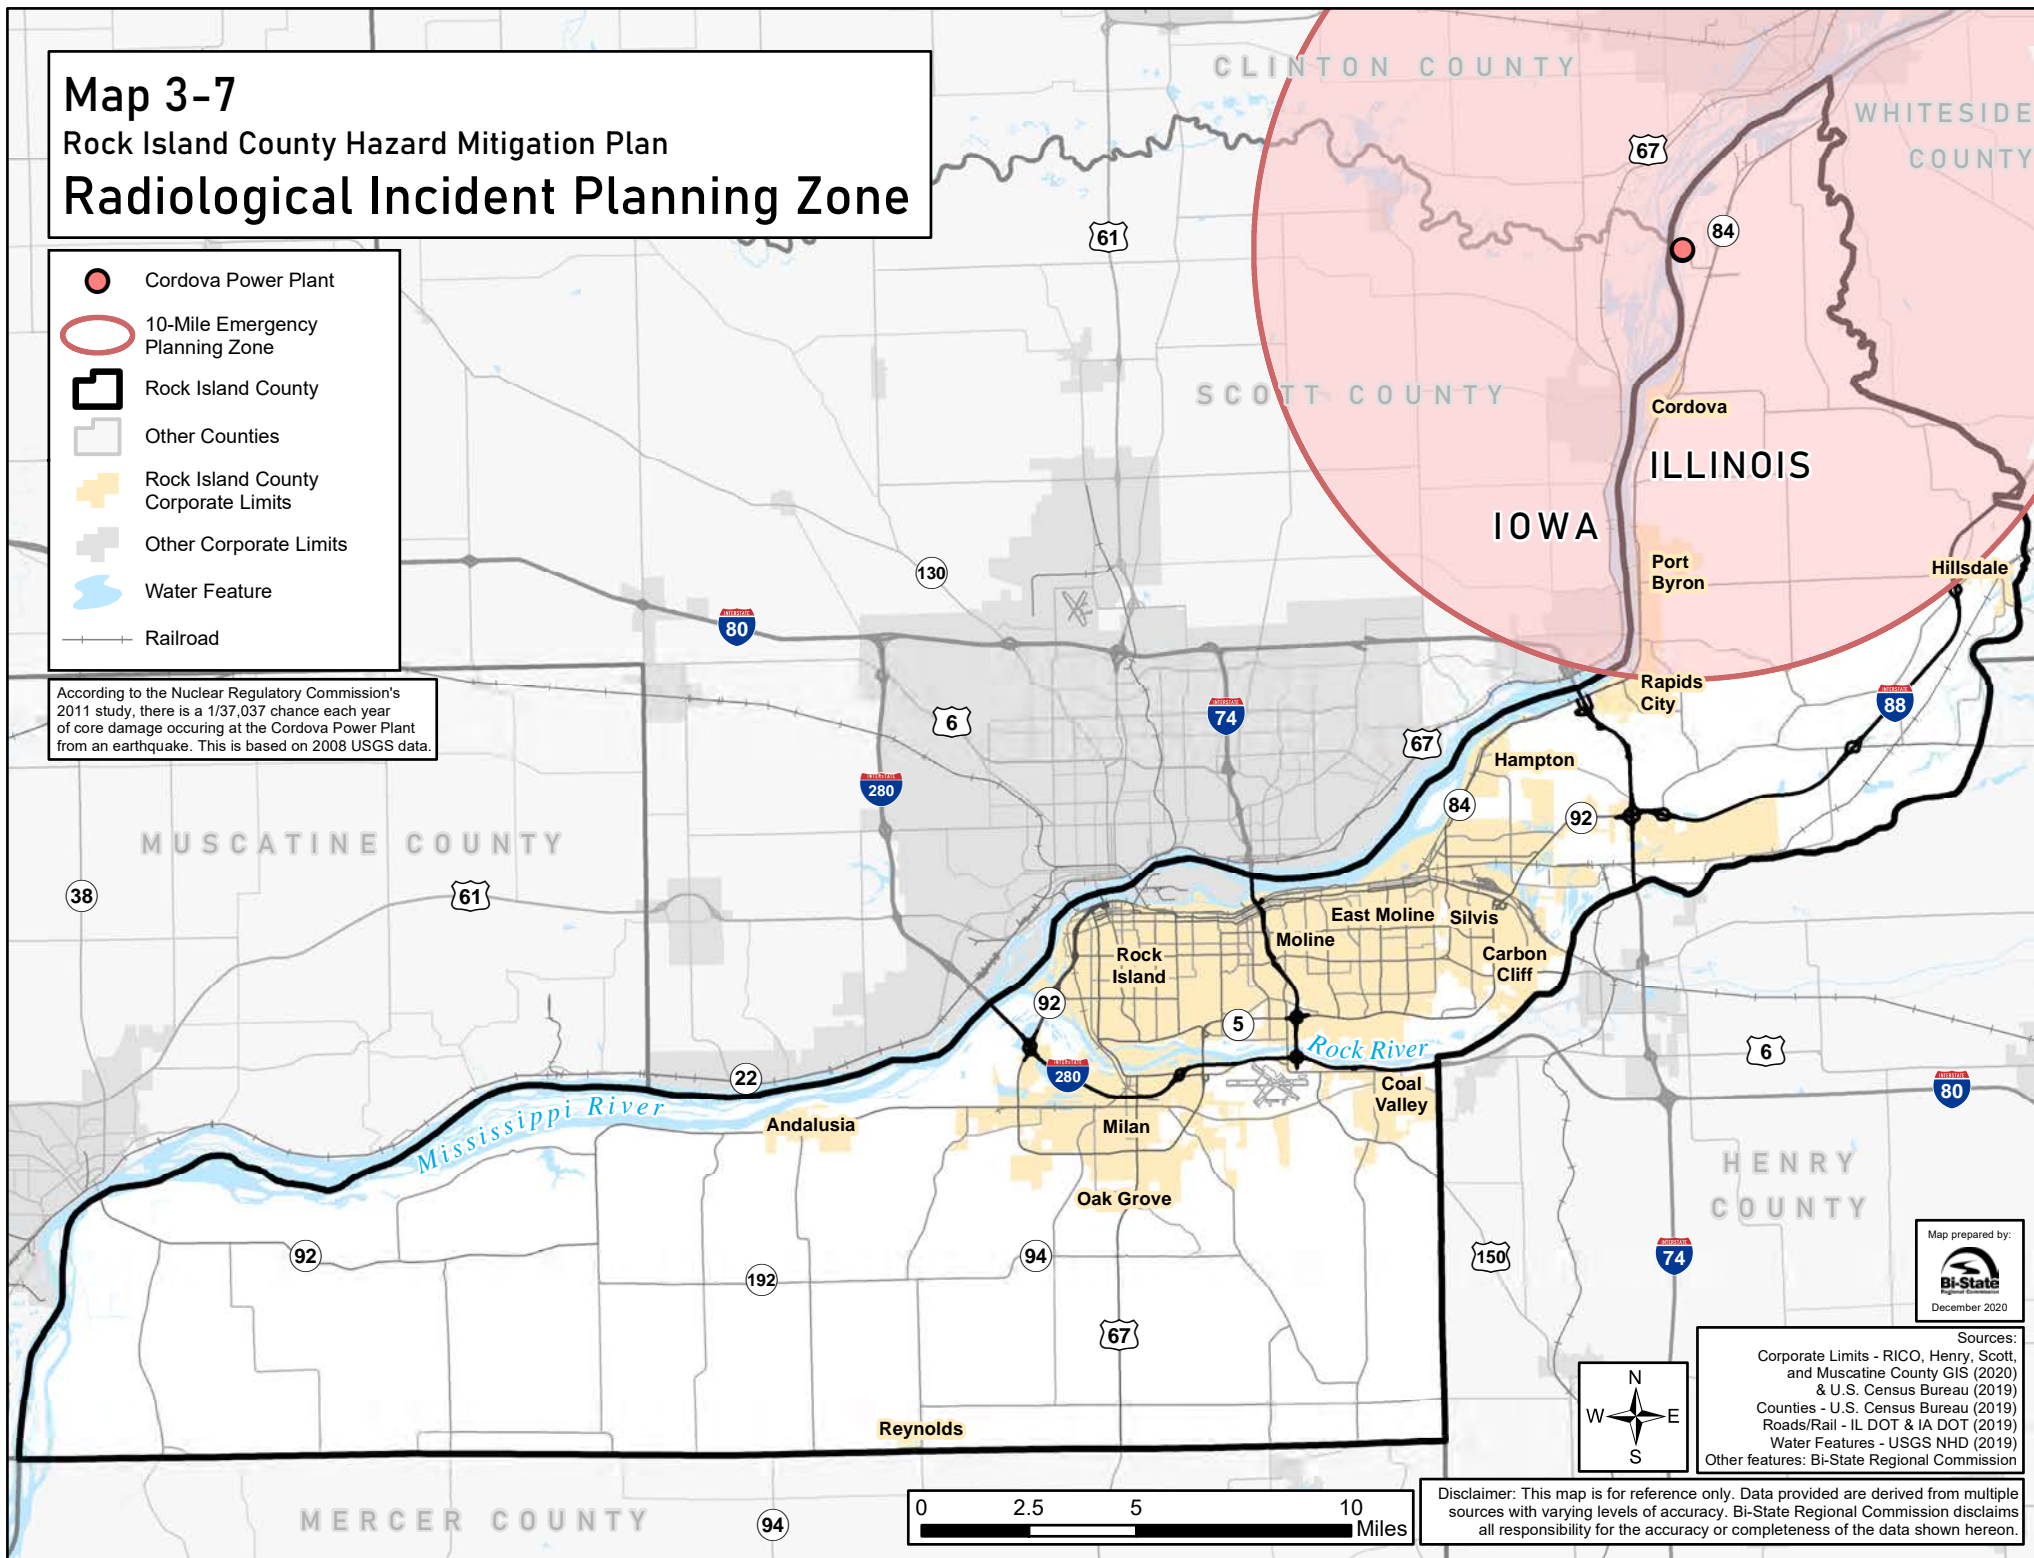 Map 3-7
Rock Island County Hazard Mitigation Plan
Radiological Incident Planning Zone
Cordova Power Plant
10-Mile Emergency
Planning Zone
Rock Island County
Other Counties
Rock Island County
Corporate Limits
Other Corporate Limits
Water Feature
Railroad
According to the Nuclear Regulatory Commission's
2011 study, there is a 1/37,037 chance each year
of core damage occuring at the Cordova Power Plant
from an earthquake. This is based on 2008 USGS data.
CLINTON COUNTY
WHITESIDE
COUNTY
67
84
61
SCOTT COUNTY
Cordova
ILLINOIS
IOWA
Port
Byron
Hillsdale
130
INTERSTATE
80
Rapids
City
INTERSTATE
88
INTERSTATE
74
6
67
Hampton
INTERSTATE
280
84
92
MUSCATINE COUNTY
38
61
East Moline
Silvis
Moline
Rock
Island
Carbon
Cliff
92
5
Rock River
6
INTERSTATE
280
22
Coal
Valley
INTERSTATE
80
Mississippi River
Andalusia
Milan
HENRY
COUNTY
Oak Grove
92
94
192
150
INTERSTATE
74
67
Reynolds
MERCER COUNTY
94
Map prepared by:
Bi-State
Regional Commission
December 2020
Sources:
Corporate Limits - RICO, Henry, Scott,
and Muscatine County GIS (2020)
& U.S. Census Bureau (2019)
Counties - U.S. Census Bureau (2019)
Roads/Rail - IL DOT & IA DOT (2019)
Water Features - USGS NHD (2019)
Other features: Bi-State Regional Commission
N
W
E
S
0
2.5
5
10
Miles
Disclaimer: This map is for reference only. Data provided are derived from multiple
sources with varying levels of accuracy. Bi-State Regional Commission disclaims
all responsibility for the accuracy or completeness of the data shown hereon.